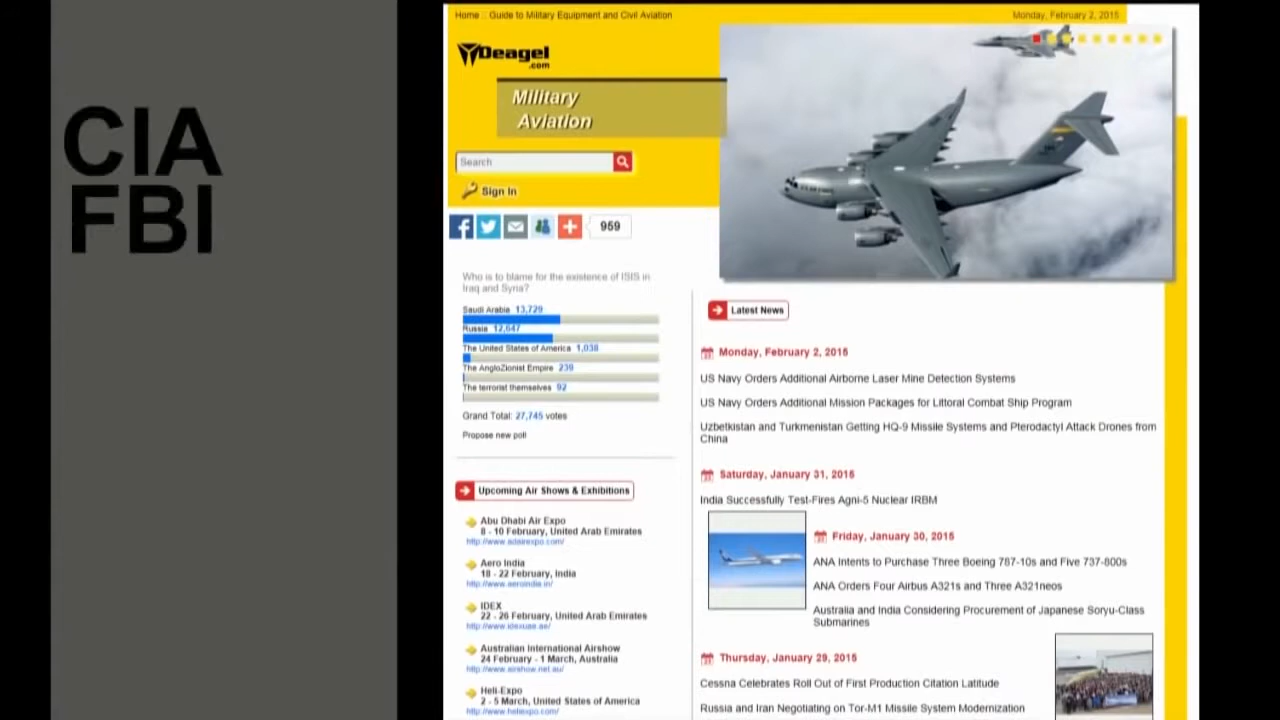 CIA
FBI
Home :: Guide to Military Equipment and Civil Aviation
Monday, February 2, 2015
Deagel
.com
Military
Aviation
Search
Sign In
959
Who is to blame for the existence of ISIS in
Iraq and Syria?
Saudi Arabia 13,729
Russia 12,647
The United States of America 1,038
The AngloZionist Empire 239
The terrorist themselves 92
Grand Total: 27,745 votes
Propose new poll
Upcoming Air Shows & Exhibitions
Abu Dhabi Air Expo
8 - 10 February, United Arab Emirates
http://www.adairexpo.com/
Aero India
18 - 22 February, India
http://www.aeroindia.in/
IDEX
22 - 26 February, United Arab Emirates
http://www.idexuae.ae/
Australian International Airshow
24 February - 1 March, Australia
http://www.airshow.net.au/
Heli-Expo
2 - 5 March, United States of America
http://www.heliexpo.com/
Latest News
Monday, February 2, 2015
US Navy Orders Additional Airborne Laser Mine Detection Systems
US Navy Orders Additional Mission Packages for Littoral Combat Ship Program
Uzbetkistan and Turkmenistan Getting HQ-9 Missile Systems and Pterodactyl Attack Drones from
China
Saturday, January 31, 2015
India Successfully Test-Fires Agni-5 Nuclear IRBM
Friday, January 30, 2015
ANA Intents to Purchase Three Boeing 787-10s and Five 737-800s
ANA Orders Four Airbus A321s and Three A321neos
Australia and India Considering Procurement of Japanese Soryu-Class
Submarines
Thursday, January 29, 2015
Cessna Celebrates Roll Out of First Production Citation Latitude
Russia and Iran Negotiating on Tor-M1 Missile System Modernization